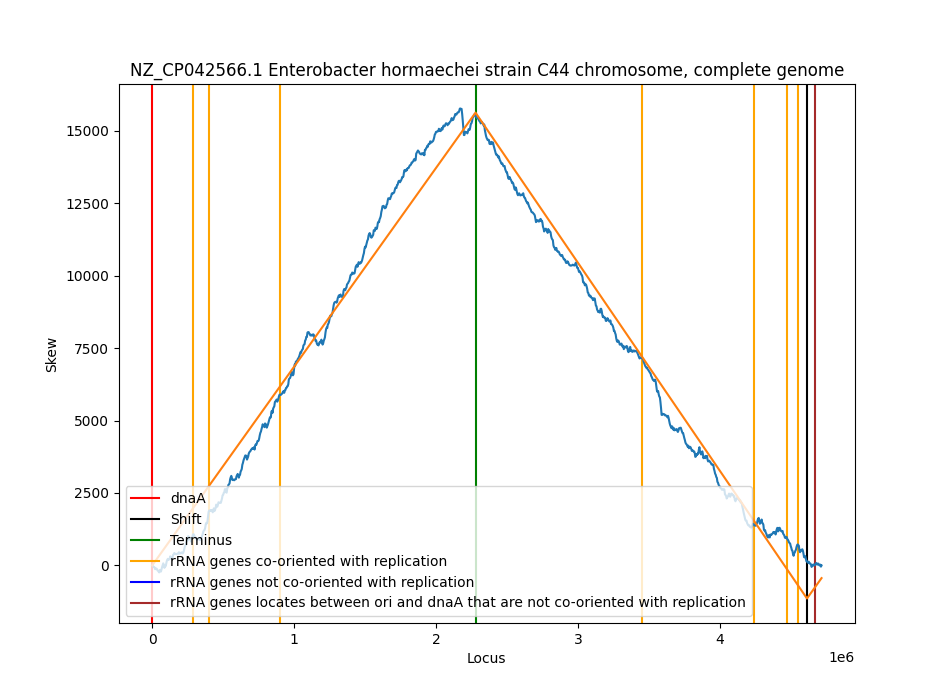 NZ_CP042566.1 Enterobacter hormaechei strain C44 chromosome, complete genome
15000
12500
10000
7500
5000
2500
0
Skew
dnaA
Shift
Terminus
rRNA genes co-oriented with replication
rRNA genes not co-oriented with replication
rRNA genes locates between ori and dnaA that are not co-oriented with replication
0 1 2 3 4
Locus
1e6